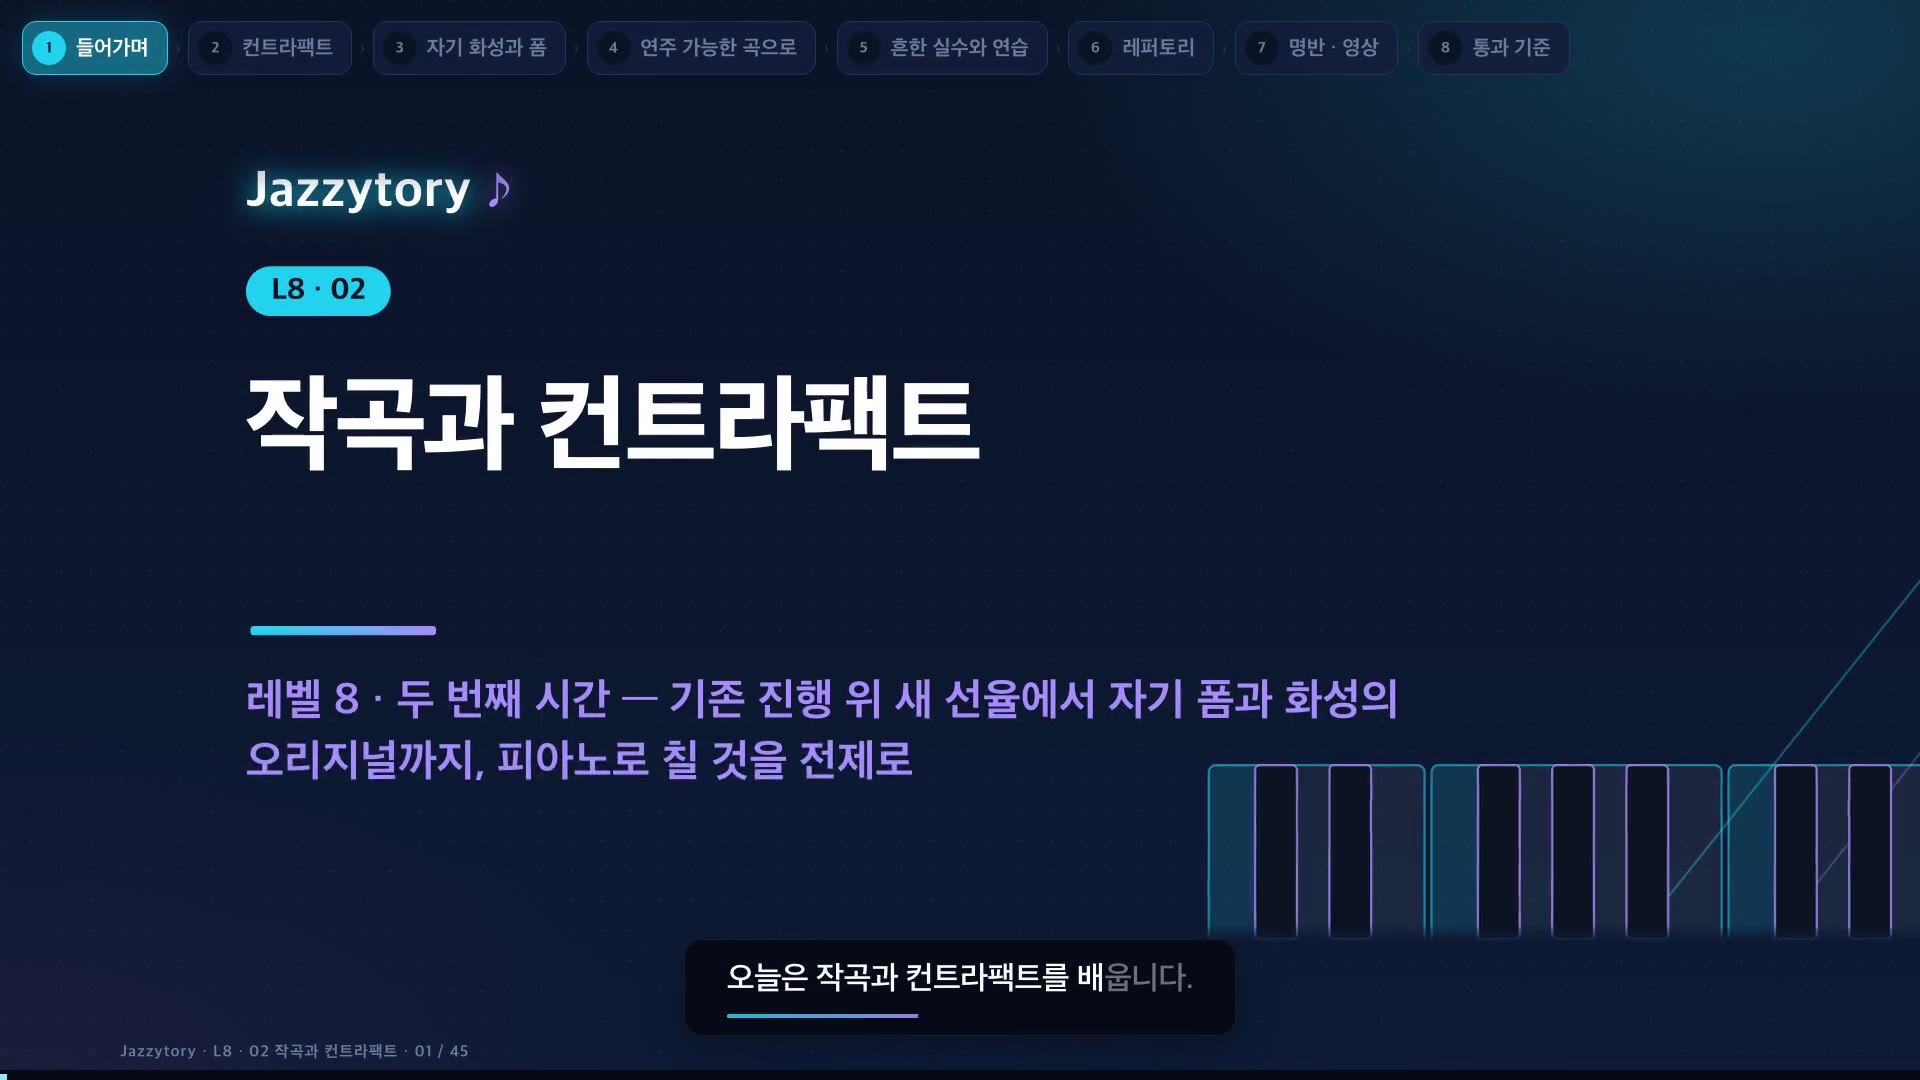 1 들어가며 › 2 컨트라팩트 › 3 자기 화성과 폼 › 4 연주 가능한 곡으로 › 5 흔한 실수와 연습 › 6 레퍼토리 › 7 명반 · 영상 › 8 통과 기준
Jazzytory ♪
L8 · 02
작곡과 컨트라팩트
레벨 8 · 두 번째 시간 — 기존 진행 위 새 선율에서 자기 폼과 화성의
오리지널까지, 피아노로 칠 것을 전제로
오늘은 작곡과 컨트라팩트를 배웁니다.
Jazzytory · L8 · 02 작곡과 컨트라팩트 · 01 / 45